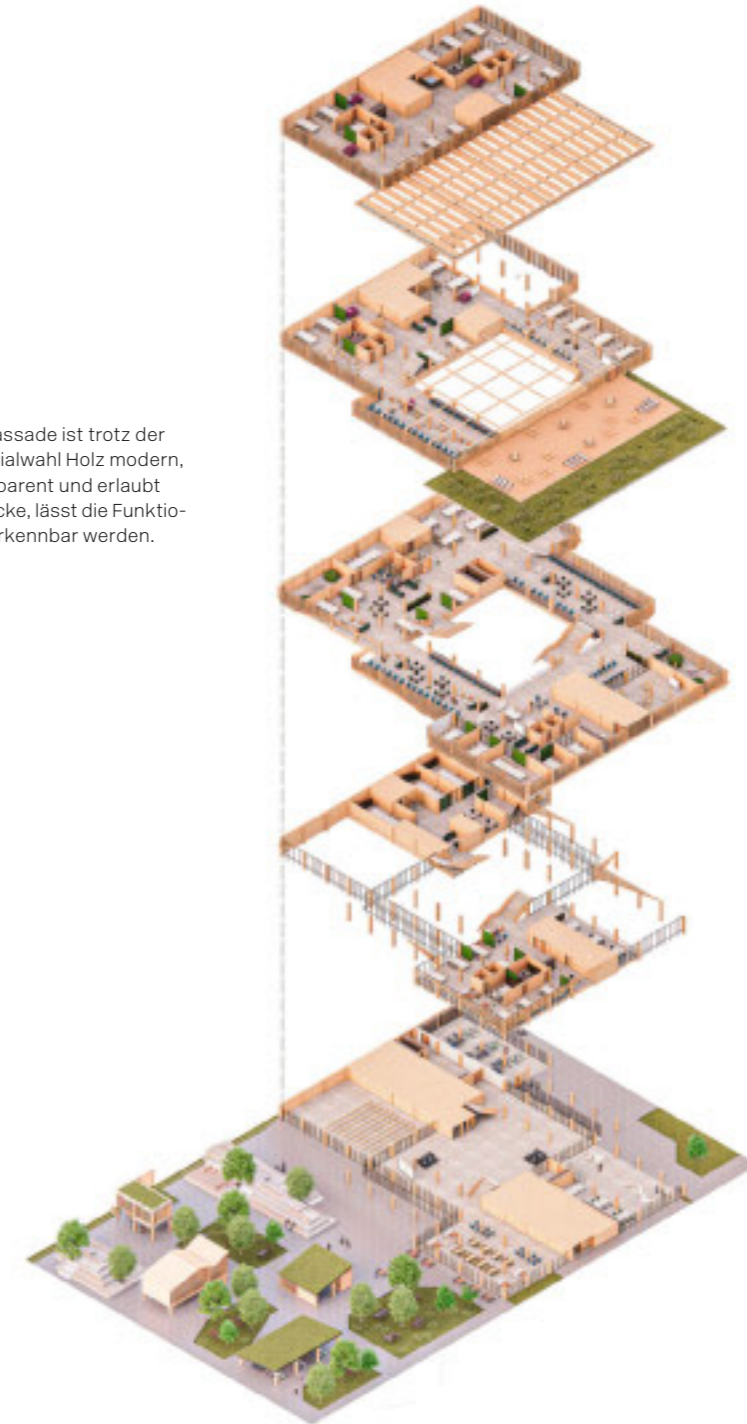 assade ist trotz der
ialwahl Holz modern,
parent und erlaubt
cke, lässt die Funktio-
rkennbar werden.